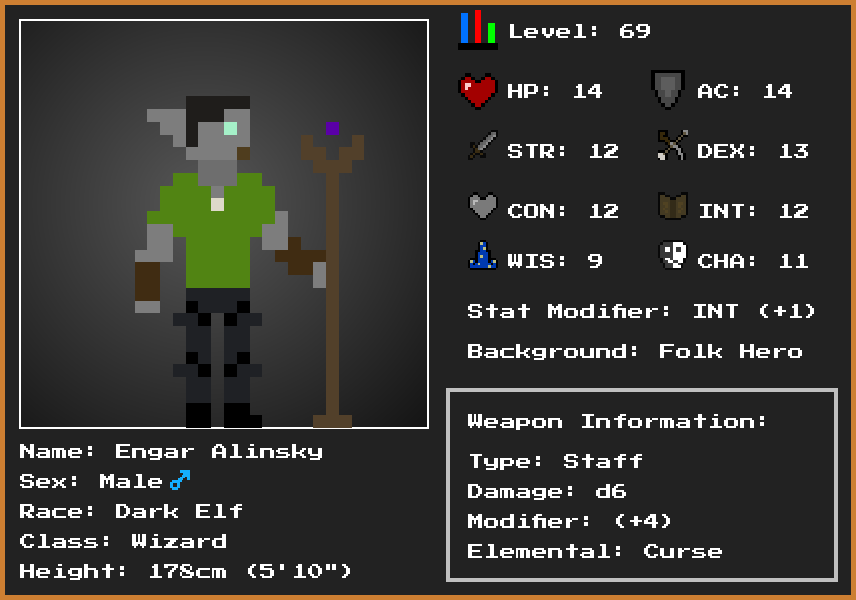 Level: 69
HP: 14
AC: 14
STR: 12
DEX: 13
CON: 12
INT: 12
WIS: 9
CHA: 11
Stat Modifier: INT (+1)
Background: Folk Hero
Weapon Information:
Type: Staff
Damage: d6
Modifier: (+4)
Elemental: Curse
Name: Engar Alinsky
Sex: Male♂
Race: Dark Elf
Class: Wizard
Height: 178cm (5'10")